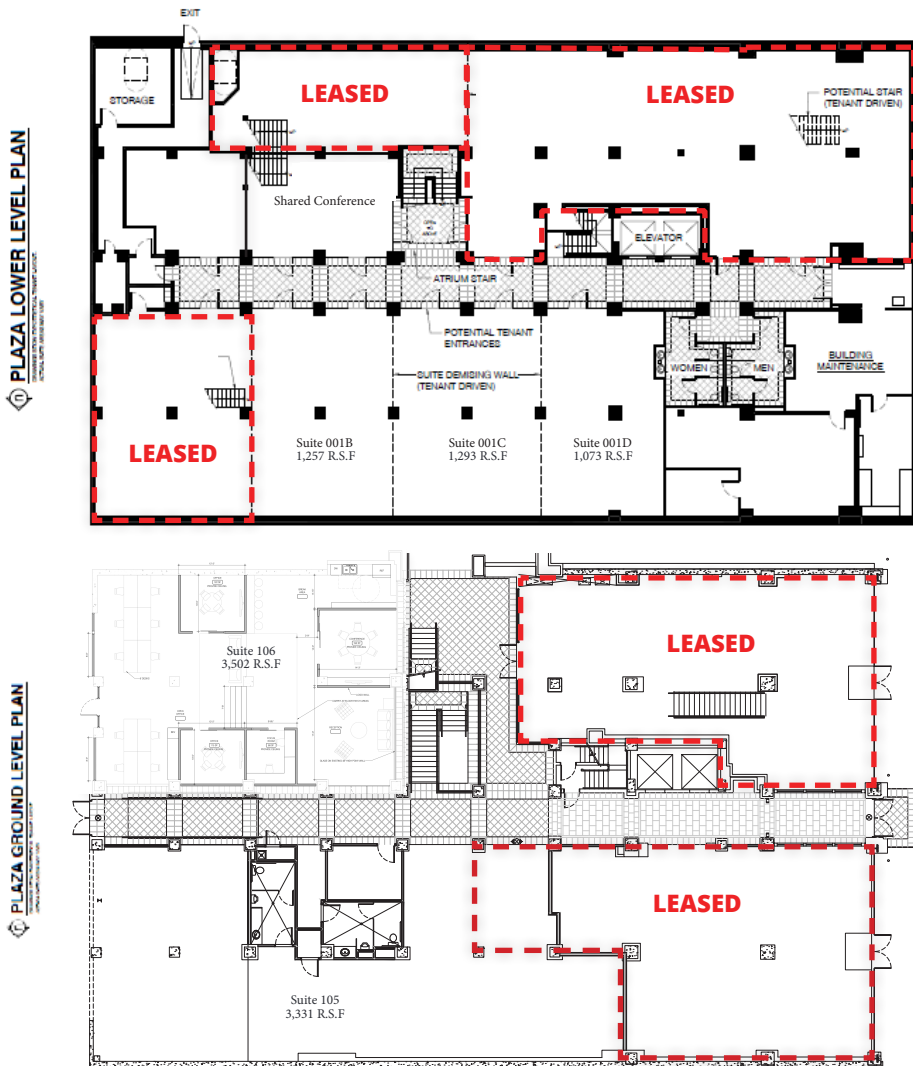 EXIT
STORAGE
LEASED
LEASED
POTENTIAL STAIR
(TENANT DRIVEN)
Shared Conference
ELEVATOR
ATRIUM STAIR
POTENTIAL TENANT
ENTRANCES
SUITE DEMISING WALL
(TENANT DRIVEN)
WOMEN
MEN
BUILDING
MAINTENANCE
LEASED
Suite 001B
1,257 R.S.F
Suite 001C
1,293 R.S.F
Suite 001D
1,073 R.S.F
n
PLAZA LOWER LEVEL PLAN
Suite 106
3,502 R.S.F
LEASED
LEASED
Suite 105
3,331 R.S.F
PLAZA GROUND LEVEL PLAN